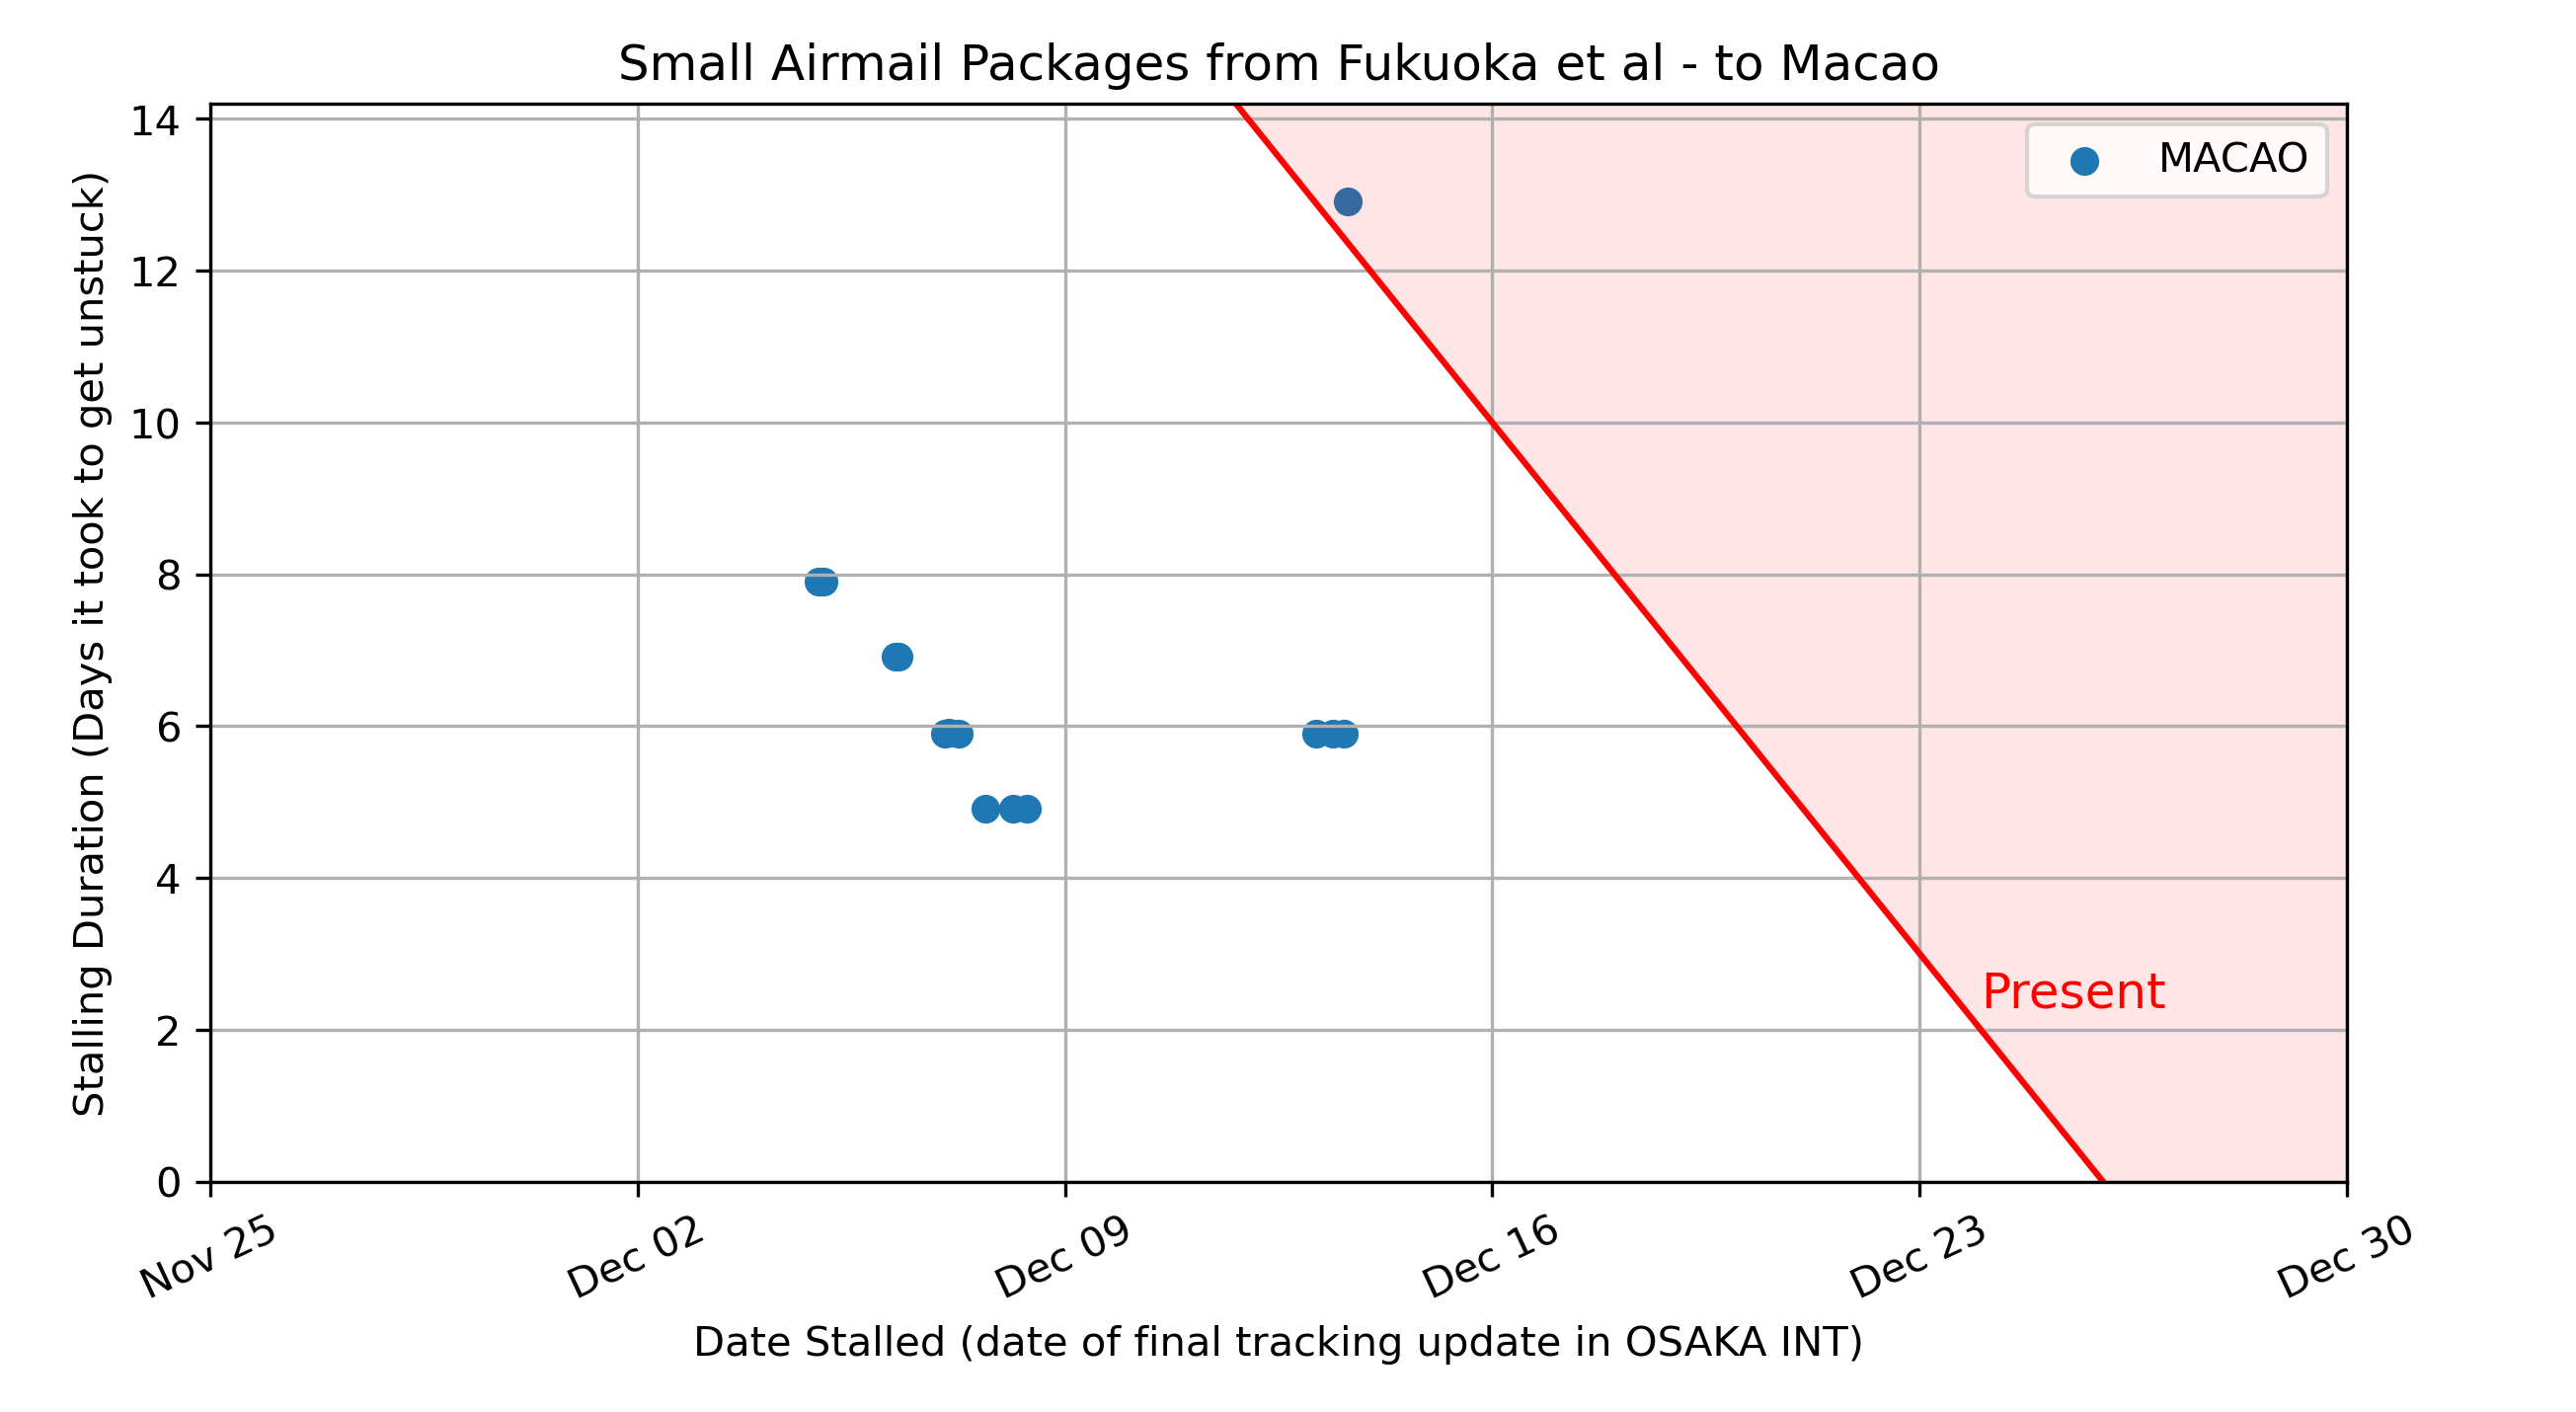 Small Airmail Packages from Fukuoka et al - to Macao
Stalling Duration (Days it took to get unstuck)
14
12
10
8
6
4
2
0
MACAO
Present
Nov 25
Dec 02
Dec 09
Dec 16
Dec 23
Dec 30
Date Stalled (date of final tracking update in OSAKA INT)